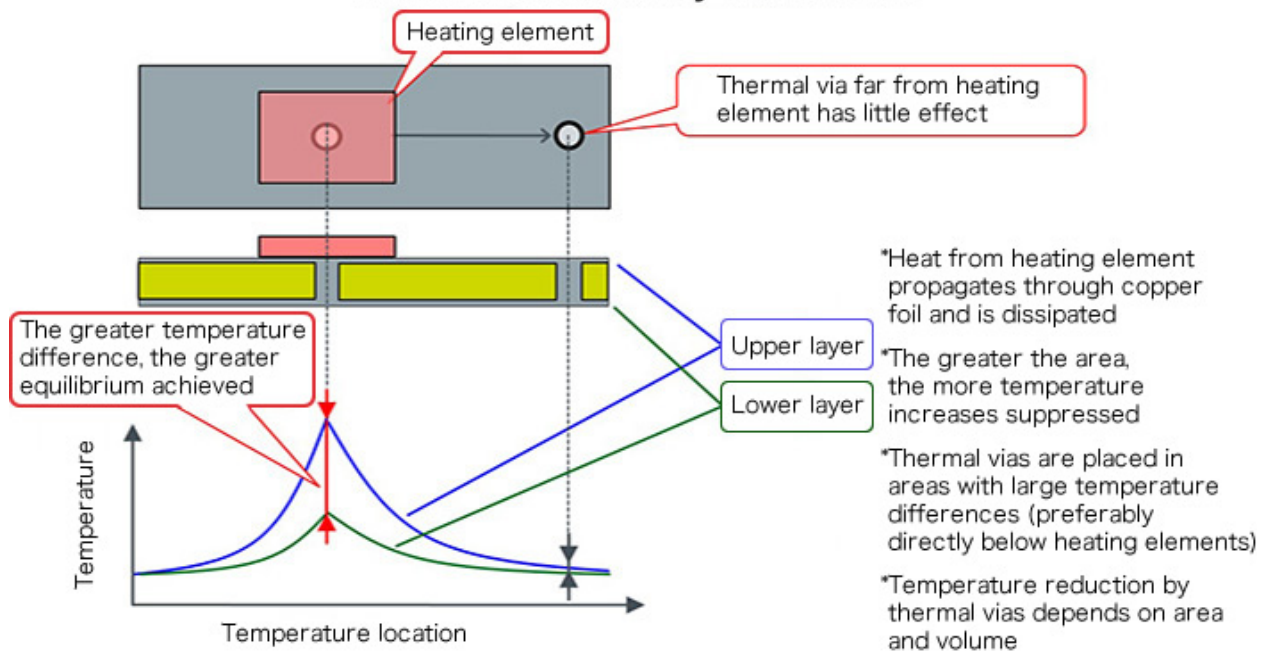 Heating element
Thermal via far from heating
element has little effect
The greater temperature
difference, the greater
equilibrium achieved
Upper layer
Lower layer
*Heat from heating element
propagates through copper
foil and is dissipated
*The greater the area,
the more temperature
increases suppressed
*Thermal vias are placed in
areas with large temperature
differences (preferably
directly below heating elements)
*Temperature reduction by
thermal vias depends on area
and volume
Temperature
Temperature location